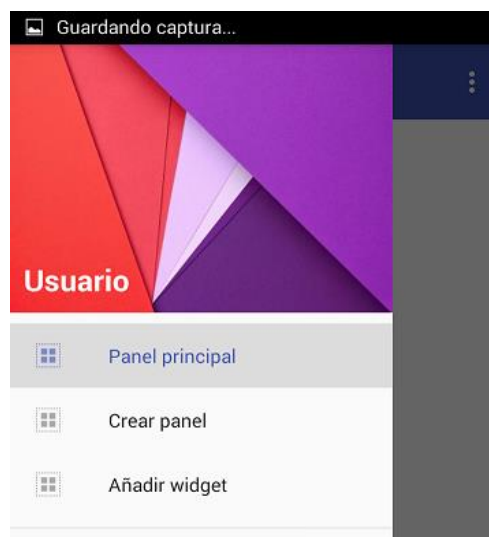 Guardando captura...
Usuario
Panel principal
Crear panel
Añadir widget